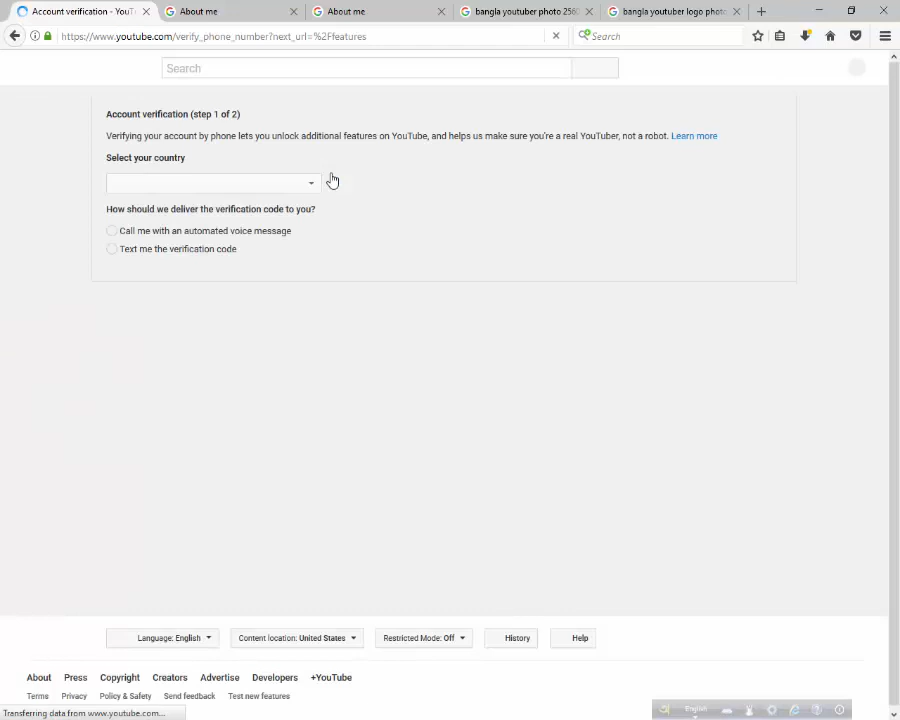 Account verification - YouT
About me
About me
bangla youtuber photo 256
bangla youtuber logo phot
https://www.youtube.com/verify_phone_number?next_url=%2Ffeatures
Search
Search
Account verification (step 1 of 2)
Verifying your account by phone lets you unlock additional features on YouTube, and helps us make sure you're a real YouTuber, not a robot. Learn more
Select your country
How should we deliver the verification code to you?
Call me with an automated voice message
Text me the verification code
Language: English
Content location: United States
Restricted Mode: Off
History
Help
About Press Copyright Creators Advertise Developers +YouTube
Terms Privacy Policy & Safety Send feedback Test new features
Transferring data from www.youtube.com...
English